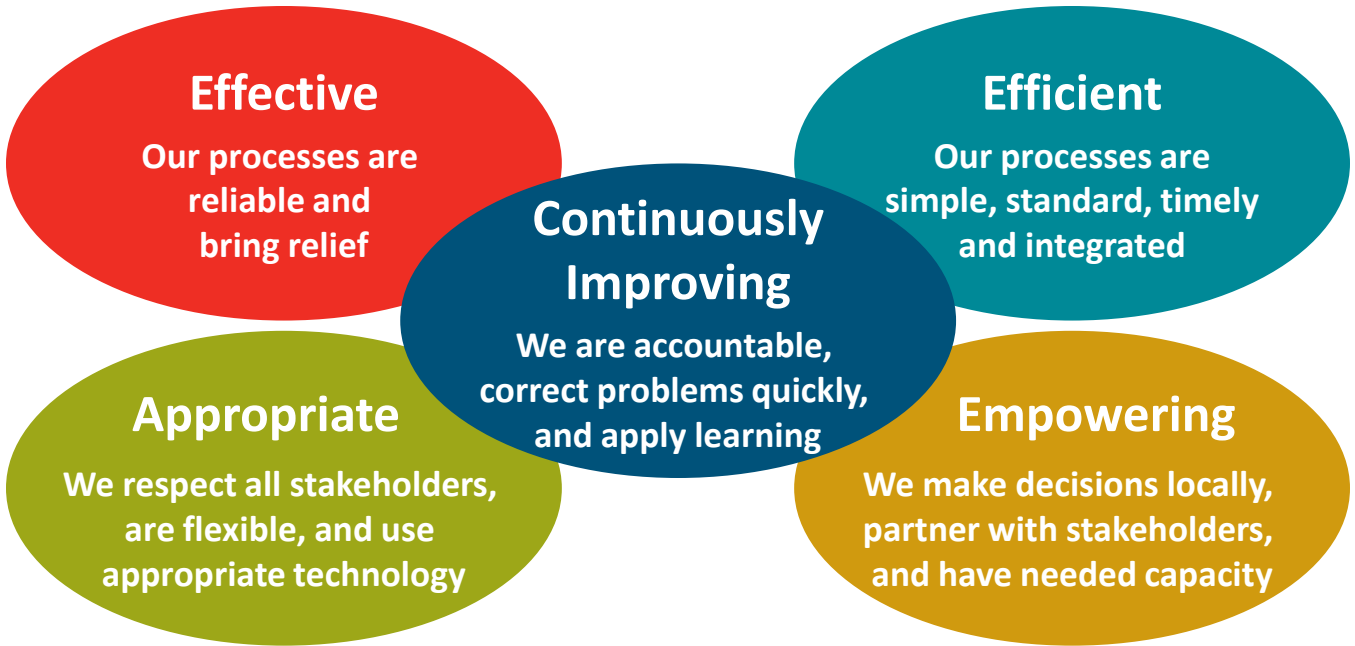 Effective
Our processes are
reliable and
bring relief
Efficient
Our processes are
simple, standard, timely
and integrated
Continuously
Improving
We are accountable,
correct problems quickly,
and apply learning
Appropriate
We respect all stakeholders,
are flexible, and use
appropriate technology
Empowering
We make decisions locally,
partner with stakeholders,
and have needed capacity